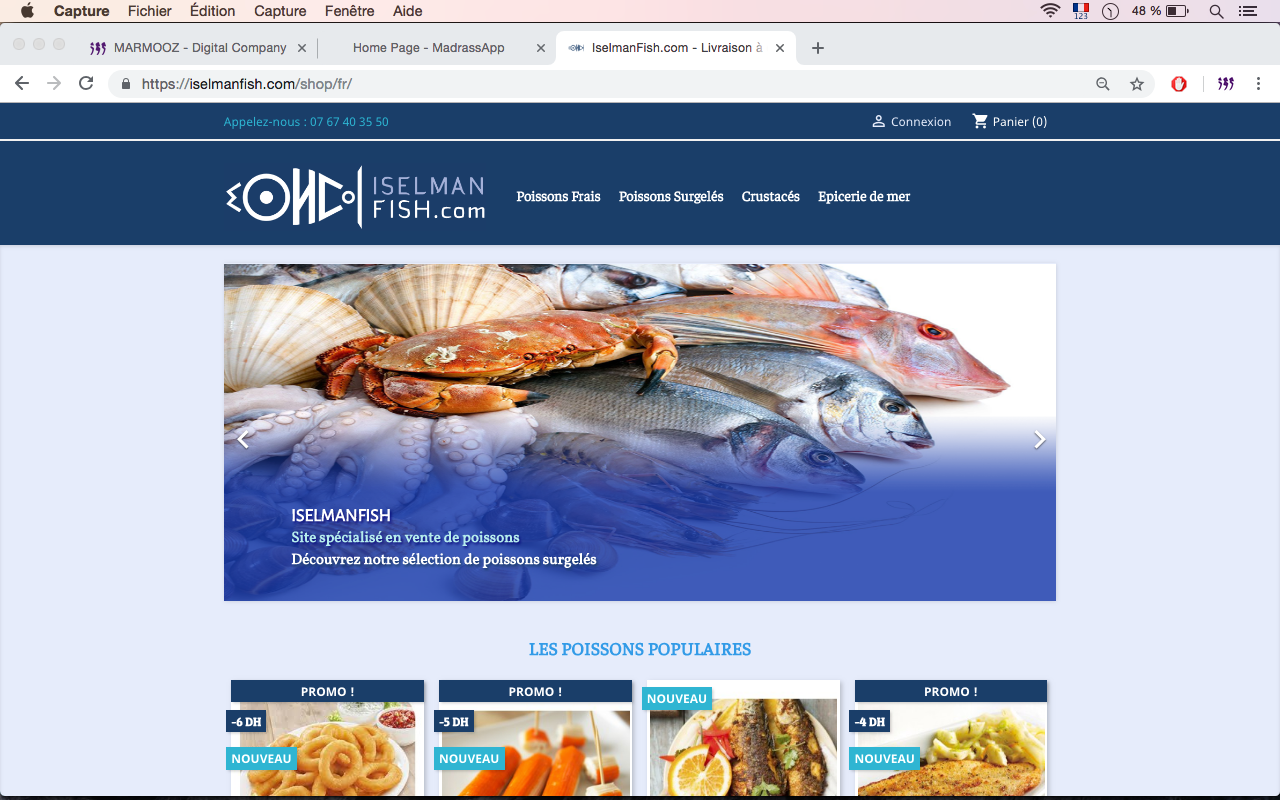 Capture Fichier Édition Capture Fenêtre Aide 123 48 %
MARMOOZ - Digital Company
Home Page - MadrassApp
IselmanFish.com - Livraison à
https://iselmanfish.com/shop/fr/
Appelez-nous : 07 67 40 35 50
Connexion
Panier (0)
ISELMAN
FISH.com
Poissons Frais Poissons Surgelés Crustacés Epicerie de mer
ISELMANFISH
Site spécialisé en vente de poissons
Découvrez notre sélection de poissons surgelés
LES POISSONS POPULAIRES
PROMO !
-6 DH
NOUVEAU
PROMO !
-5 DH
NOUVEAU
NOUVEAU
PROMO !
-4 DH
NOUVEAU